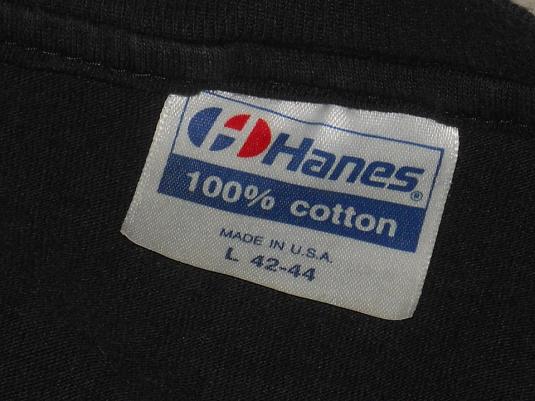 Hanes®
100% cotton
MADE IN U.S.A.
L 42-44